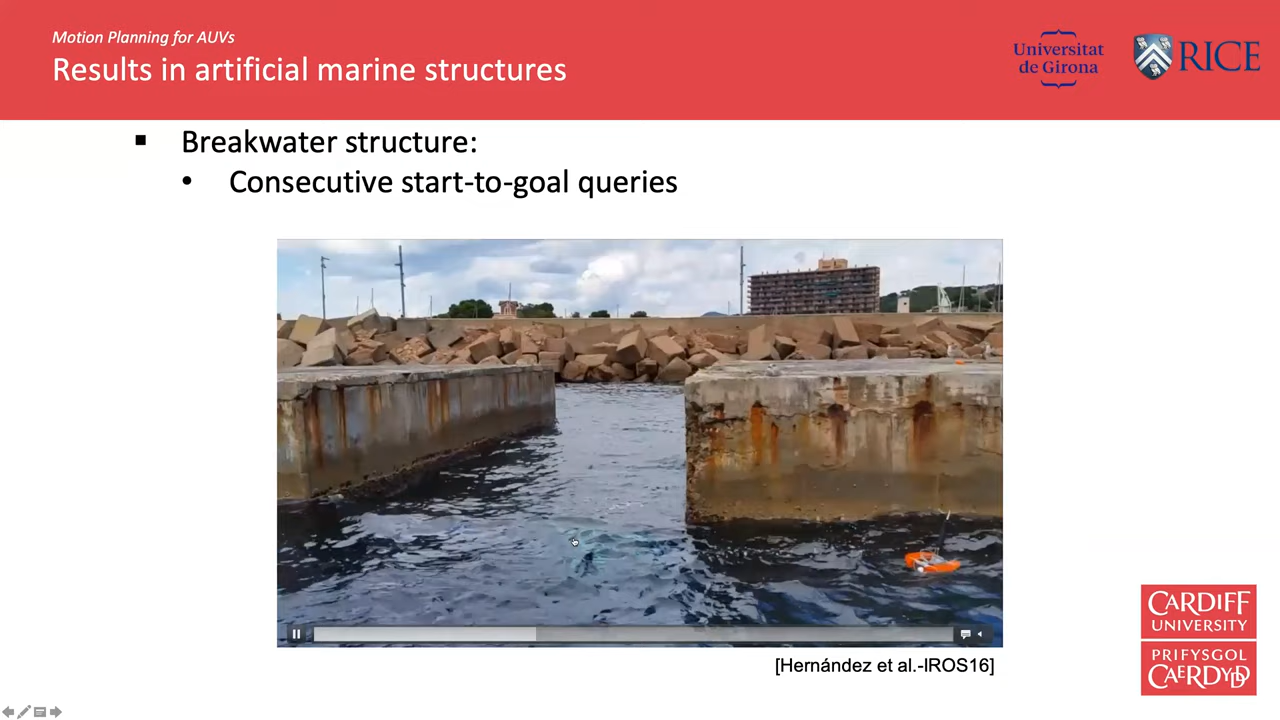 Motion Planning for AUVs
Results in artificial marine structures
Universitat
de Girona
RICE
▪ Breakwater structure:
• Consecutive start-to-goal queries
[Hernández et al.-IROS16]
CARDIFF
UNIVERSITY
PRIFYSGOL
CAERDYDD